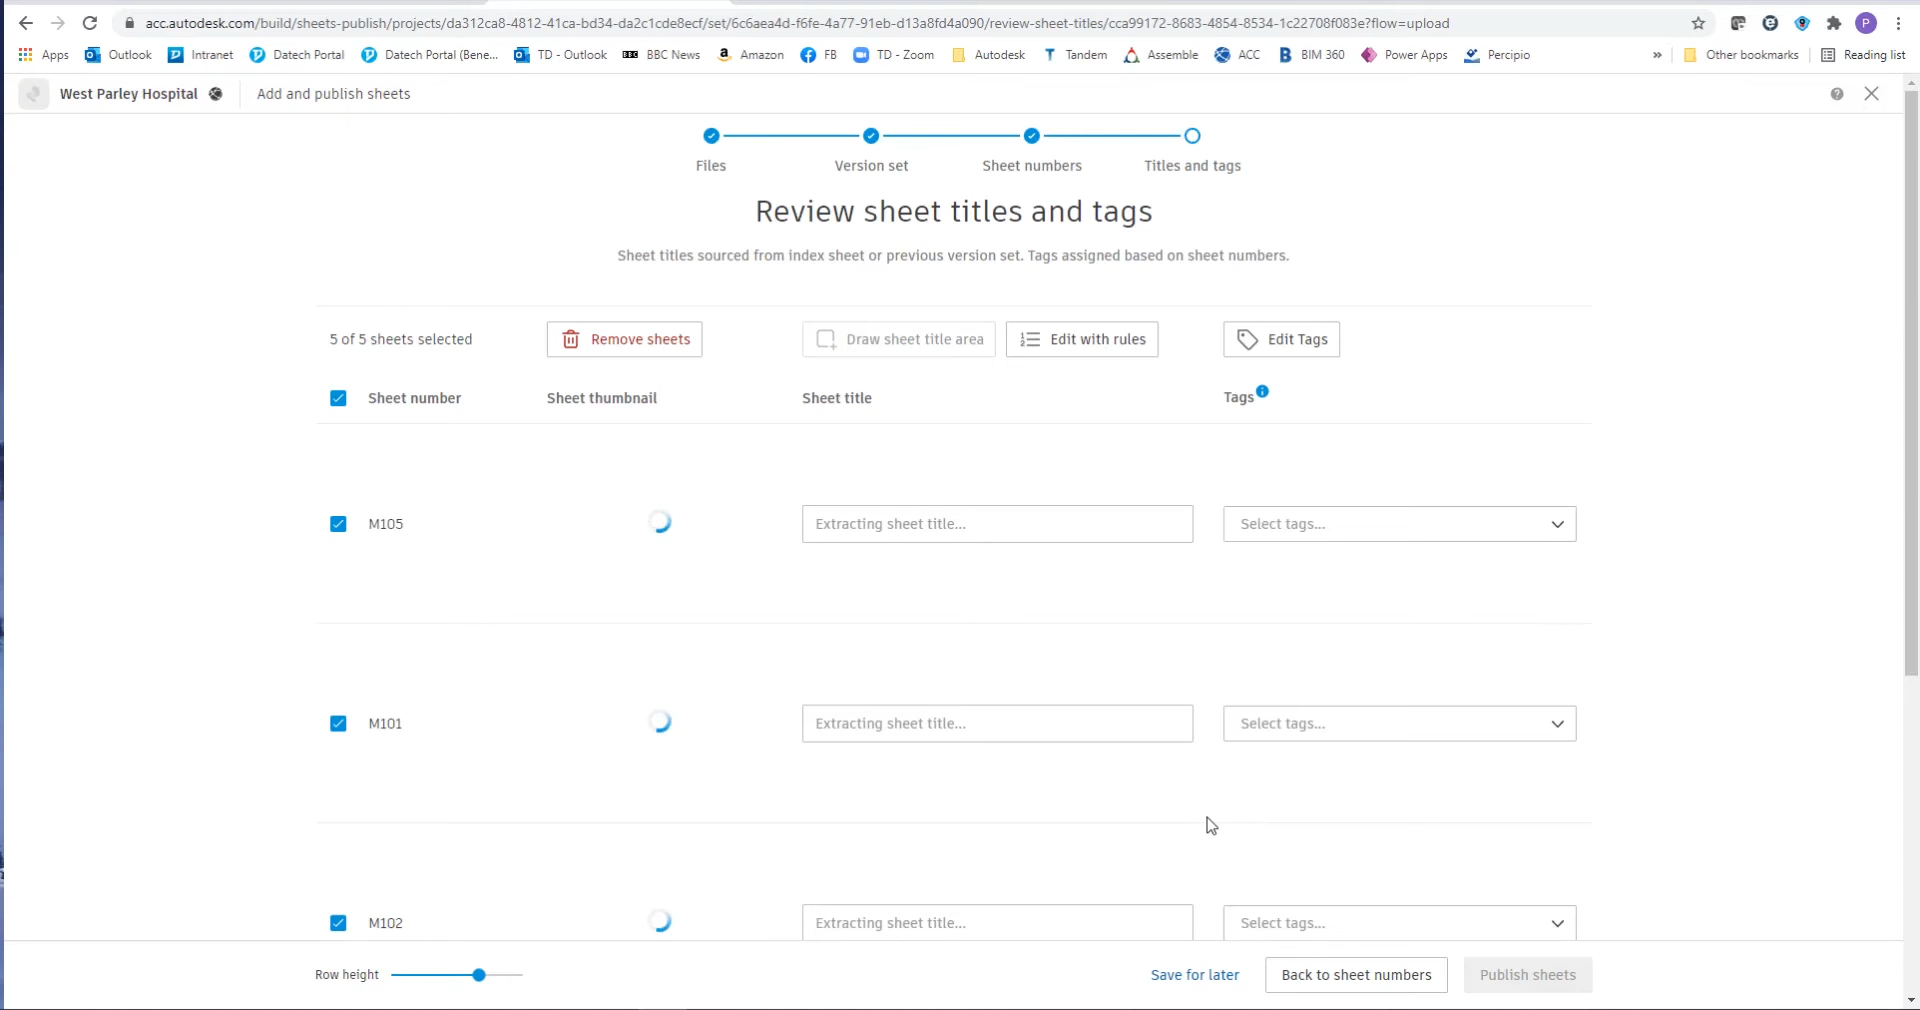 acc.autodesk.com/build/sheets-publish/projects/da312ca8-4812-41ca-bd34-da2c1cde8ecf/set/6c6aea4d-f6fe-4a77-91eb-d13a8fd4a090/review-sheet-titles/cca99172-8683-4854-8534-1c22708f083e?flow=upload P
Apps Outlook Intranet Datech Portal Datech Portal (Bene... TD - Outlook BBC BBC News Amazon FB TD - Zoom Autodesk T Tandem Assemble ACC B BIM 360 Power Apps Percipio » Other bookmarks Reading list
West Parley Hospital Add and publish sheets
Files Version set Sheet numbers Titles and tags
Review sheet titles and tags
Sheet titles sourced from index sheet or previous version set. Tags assigned based on sheet numbers.
5 of 5 sheets selected Remove sheets Draw sheet title area Edit with rules Edit Tags
Sheet number Sheet thumbnail Sheet title Tags
M105 Extracting sheet title... Select tags...
M101 Extracting sheet title... Select tags...
M102 Extracting sheet title... Select tags...
Row height Save for later Back to sheet numbers Publish sheets